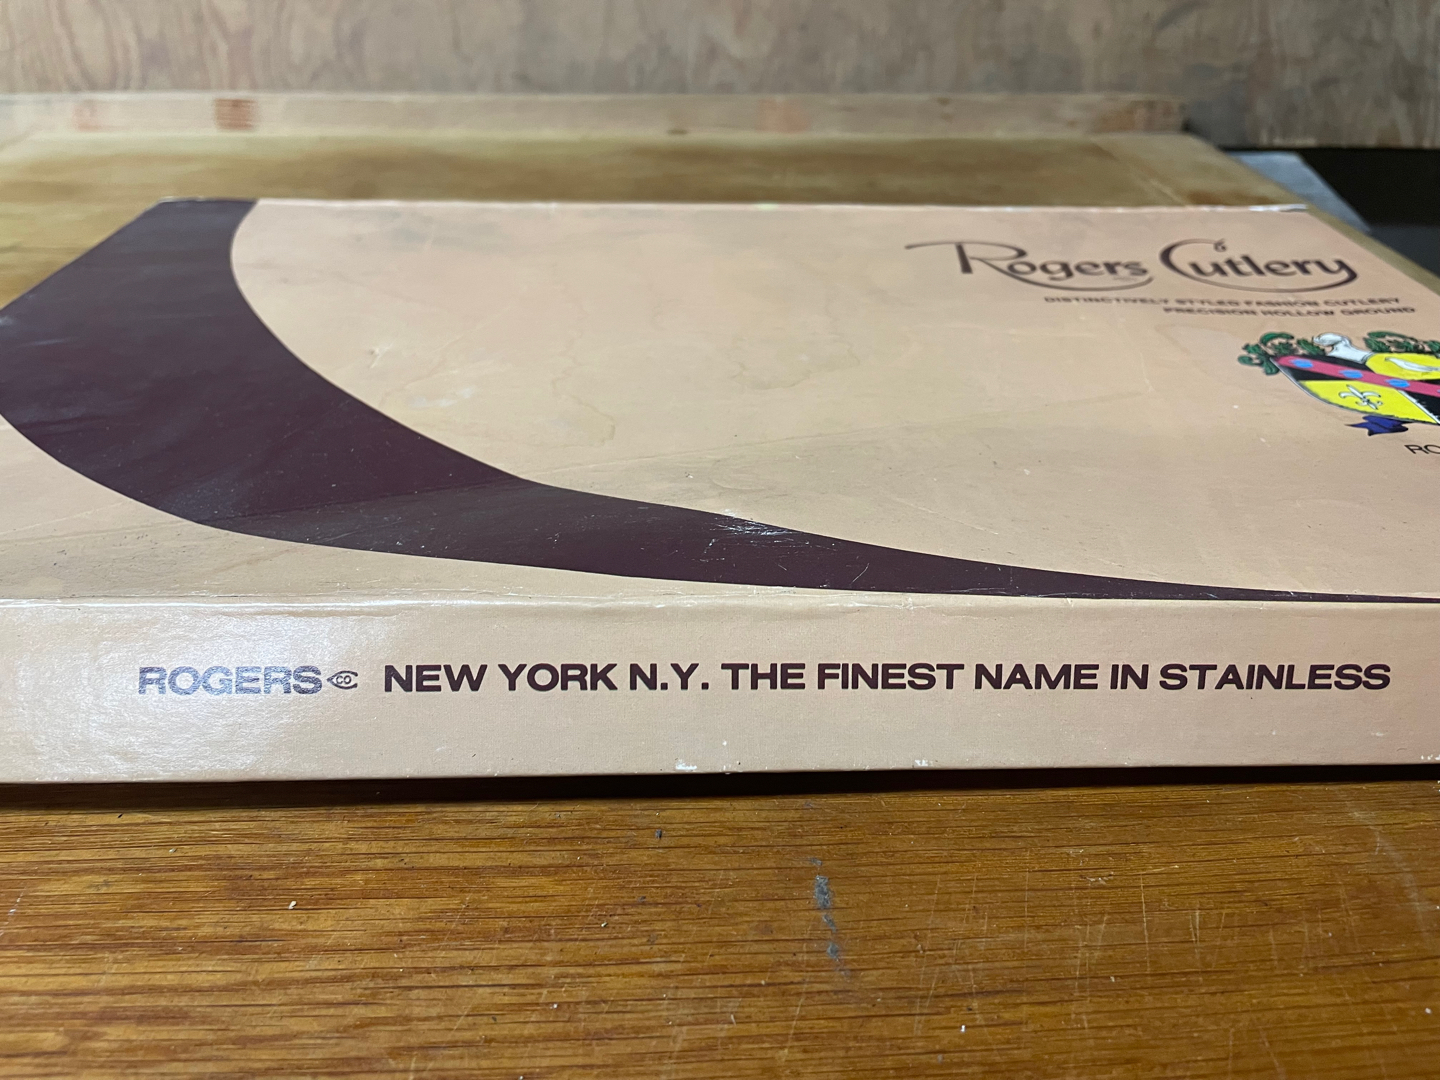 Rogers Cutlery
DISTINCTIVELY STYLED FASHION CUTLERY
PRECISION HOLLOW GROUND
ROGERS CO NEW YORK N.Y. THE FINEST NAME IN STAINLESS